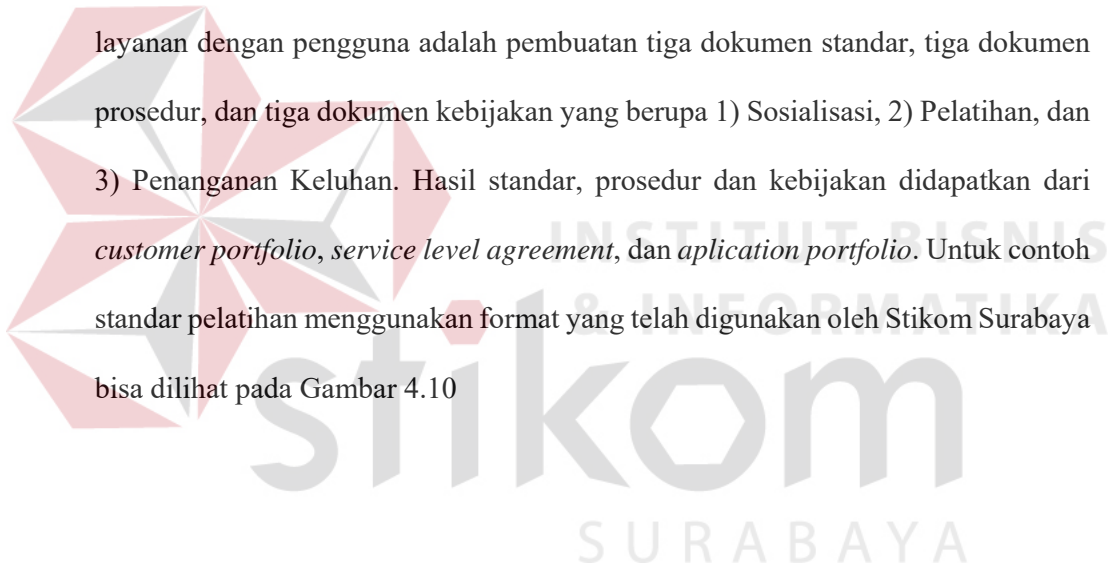 layanan dengan pengguna adalah pembuatan tiga dokumen standar, tiga dokumen
prosedur, dan tiga dokumen kebijakan yang berupa 1) Sosialisasi, 2) Pelatihan, dan
3) Penanganan Keluhan. Hasil standar, prosedur dan kebijakan didapatkan dari
INSTITUT BISNIS
customer portfolio, service level agreement, dan aplication portfolio. Untuk contoh
& INFORMATIKA
standar pelatihan menggunakan format yang telah digunakan oleh Stikom Surabaya
bisa dilihat pada Gambar 4.10
stikom
SURABAYA